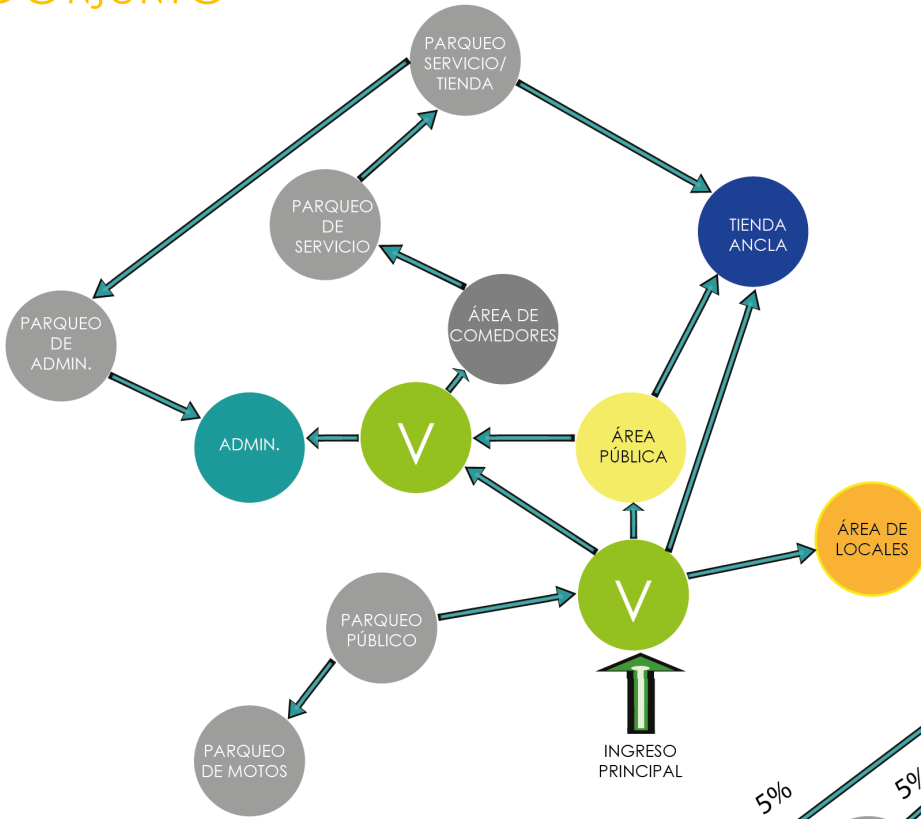 CONJUNTO
PARQUEO
SERVICIO/
TIENDA
PARQUEO
DE
SERVICIO
TIENDA
ANCLA
PARQUEO
DE
ADMIN.
ÁREA DE
COMEDORES
ADMIN.
V
ÁREA
PÚBLICA
ÁREA DE
LOCALES
V
PARQUEO
PÚBLICO
PARQUEO
DE MOTOS
INGRESO
PRINCIPAL
5%
5%